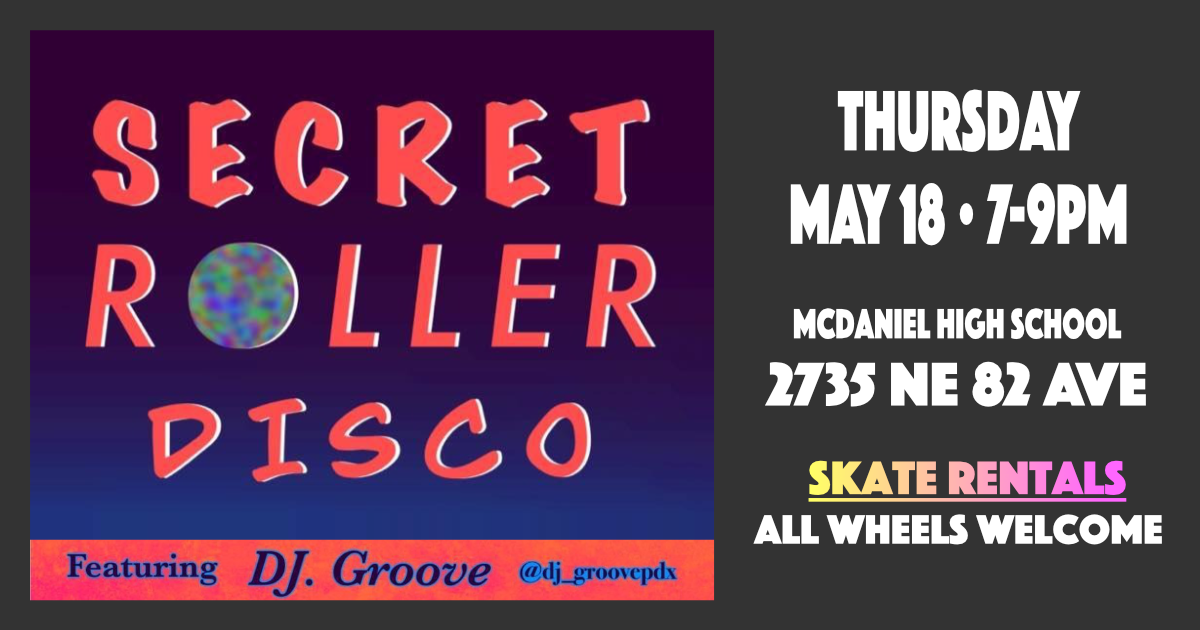 SECRET
ROLLER
DISCO
Featuring DJ. Groove @dj_groovepdx
THURSDAY
MAY 18 • 7-9PM
MCDANIEL HIGH SCHOOL
2735 NE 82 AVE
SKATE RENTALS
ALL WHEELS WELCOME